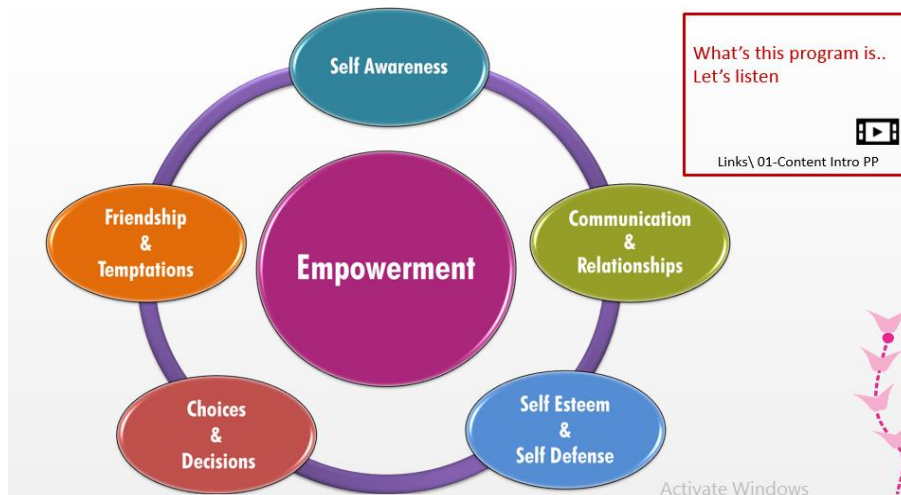 Self Awareness
What's this program is..
Let's listen
Links\ 01-Content Intro PP
Friendship
&
Temptations
Communication
&
Relationships
Empowerment
Choices
&
Decisions
Self Esteem
&
Self Defense
Activate Windows